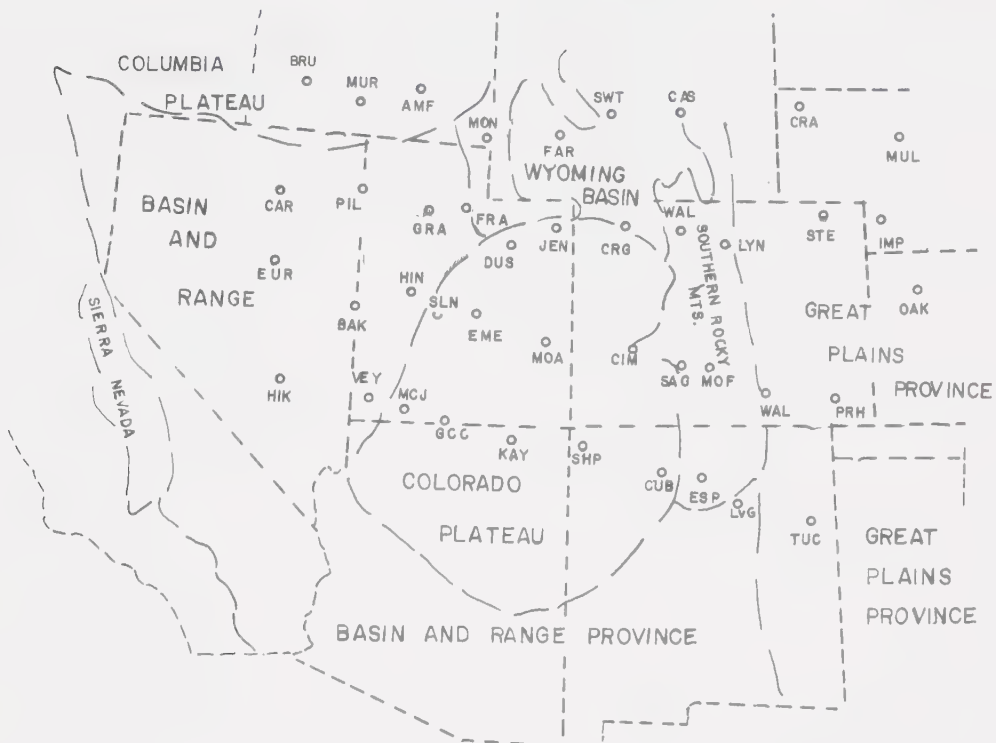 COLUMBIA
PLATEAU
BRU
MUR
AMF
MON
SWT
CAS
CRA
MUL
FAR
WYOMING
BASIN
BASIN
AND
RANGE
CAR
PIL
GRA
FRA
DUS
JEN
CRG
WAL
LYN
STE
IMP
OAK
EUR
HIN
SLN
EME
BAK
MOA
CIM
SAG
MOF
SOUTHERN ROCKY
MTS.
GREAT
PLAINS
PROVINCE
SIERRA NEVADA
HIK
VEY
MCJ
GCC
KAY
SHP
WAL
PRH
COLORADO
PLATEAU
CUB
ESP
LVG
TUC
GREAT
PLAINS
PROVINCE
BASIN AND RANGE PROVINCE